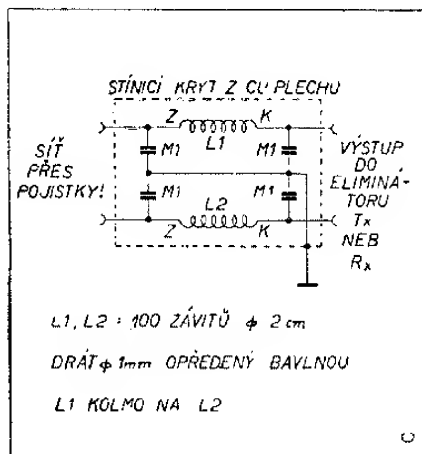 STÍNICÍ KRYT Z CU PLECHU
Z K
L1
M1 M1
SÍŤ
PŘES
POJISTKY!
VÝSTUP
DO
ELIMINÁ-
TORU
Tx
NEB
Rx
M1 M1
L2
Z K
L1, L2 = 100 ZÁVITŮ ϕ 2 cm
DRÁT ϕ 1mm OPŘEDENÝ BAVLNOU
L1 KOLMO NA L2